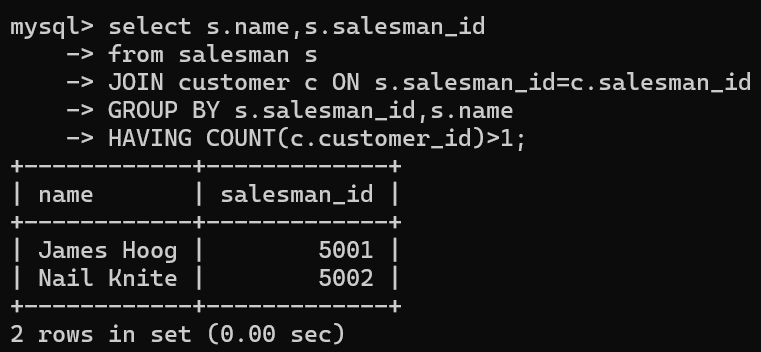 mysql> select s.name,s.salesman_id
    -> from salesman s
    -> JOIN customer c ON s.salesman_id=c.salesman_id
    -> GROUP BY s.salesman_id,s.name
    -> HAVING COUNT(c.customer_id)>1;
+------------+-------------+
| name       | salesman_id |
+------------+-------------+
| James Hoog |        5001 |
| Nail Knite |        5002 |
+------------+-------------+
2 rows in set (0.00 sec)